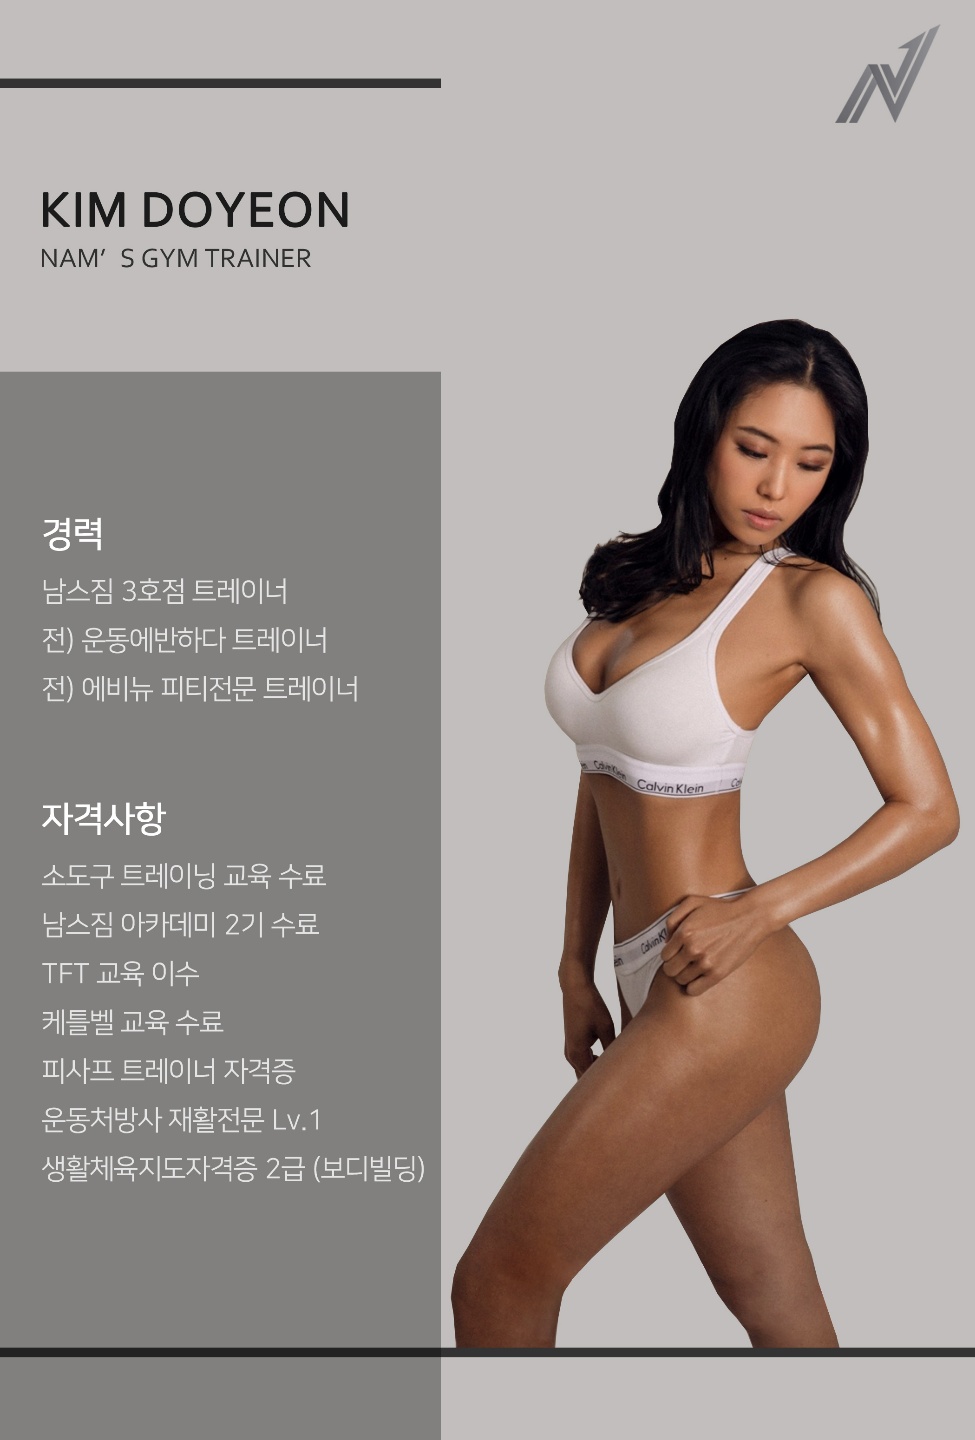 KIM DOYEON
NAM'S GYM TRAINER
경력
남스짐 3호점 트레이너
전) 운동에반하다 트레이너
전) 에비뉴 피티전문 트레이너
자격사항
소도구 트레이닝 교육 수료
남스짐 아카데미 2기 수료
TFT 교육 이수
케틀벨 교육 수료
피사프 트레이너 자격증
운동처방사 재활전문 Lv.1
생활체육지도자격증 2급 (보디빌딩)
Calvin Klein
Calvin Klein